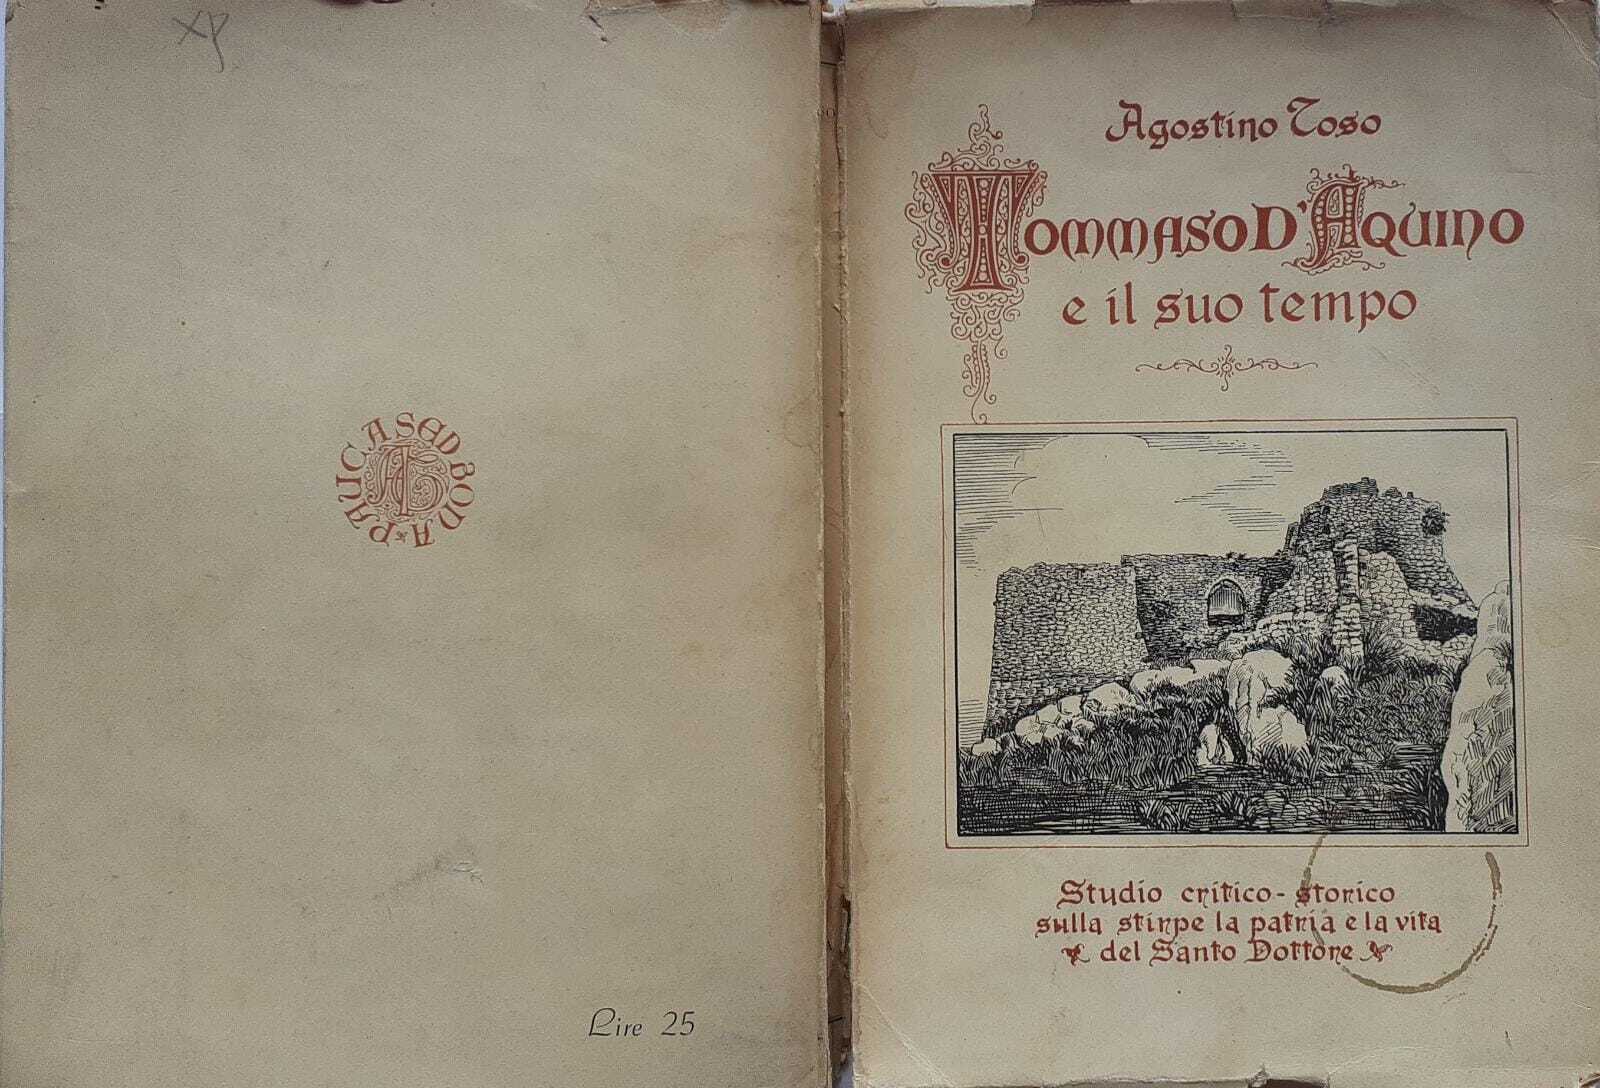 xp
PAUCA SED BONA
Lire 25
Agostino Toso
TOMMASO D'AQUINO
e il suo tempo
Studio critico-storico
sulla stirpe la patria e la vita
del Santo Dottore